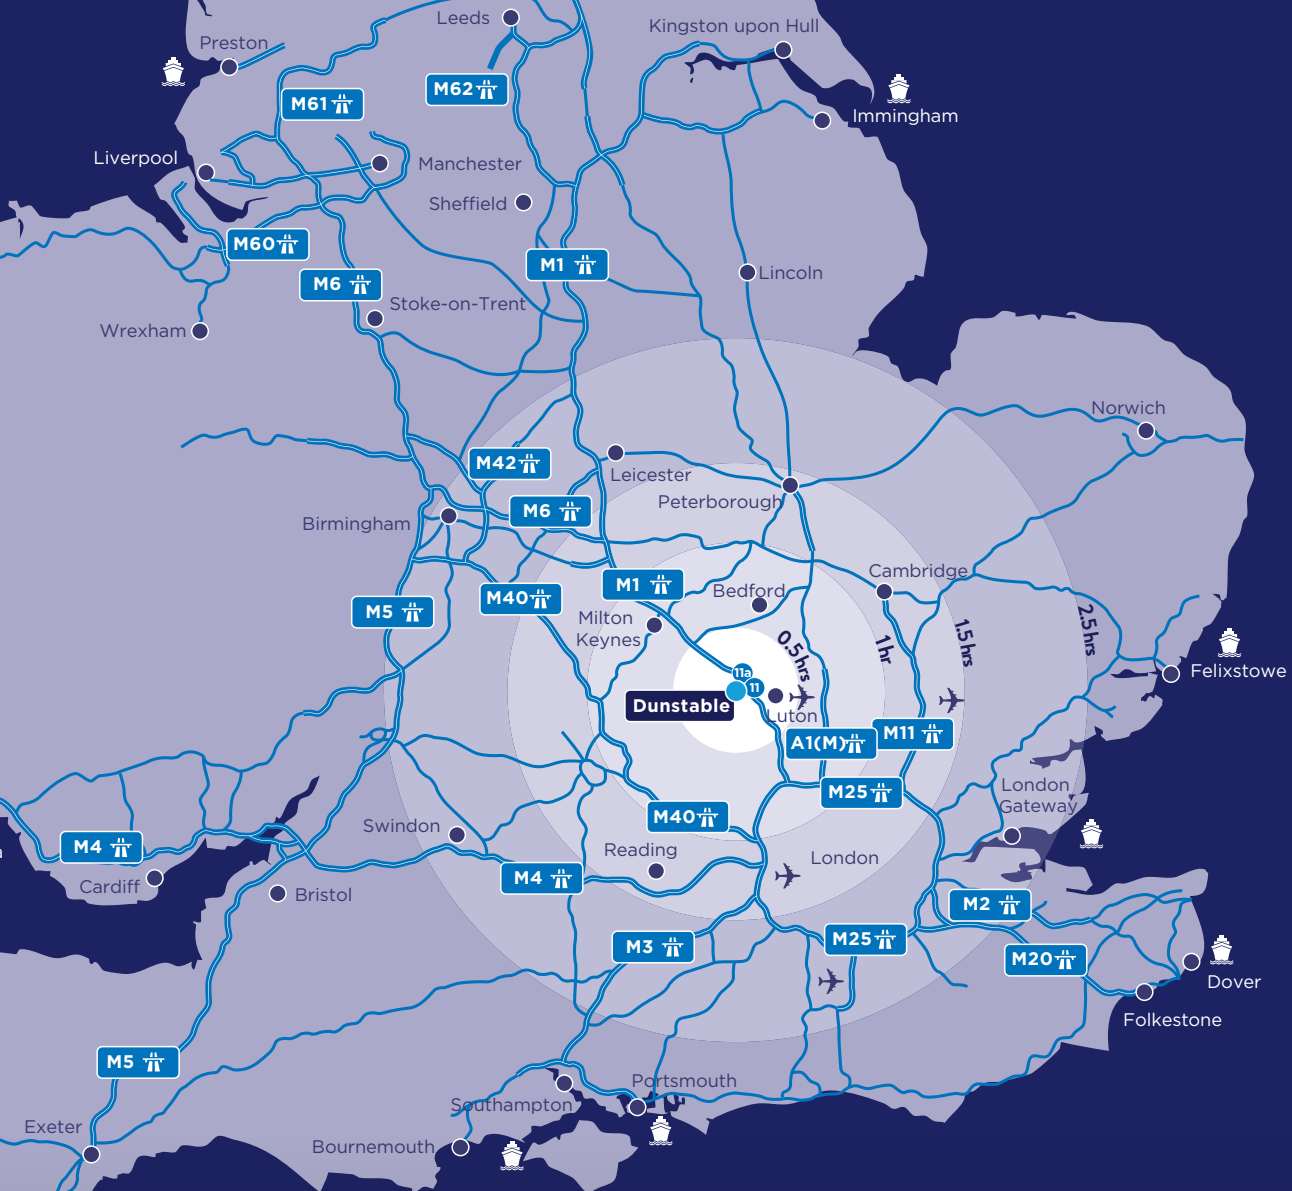 Leeds
Kingston upon Hull
Preston
M61
M62
Immingham
Liverpool
Manchester
Sheffield
M60
M1
Lincoln
M6
Stoke-on-Trent
Wrexham
Norwich
M42
Leicester
Peterborough
Birmingham
M6
Cambridge
M1
Bedford
M40
M5
Milton
Keynes
0.5hrs
1hr
1.5hrs
2.5hrs
Felixstowe
11a
11
Dunstable
Luton
A1(M)
M11
M25
London
Gateway
M40
Swindon
M4
Reading
London
M4
Cardiff
Bristol
M2
M3
M25
M20
Dover
Folkestone
M5
Portsmouth
Southampton
Exeter
Bournemouth